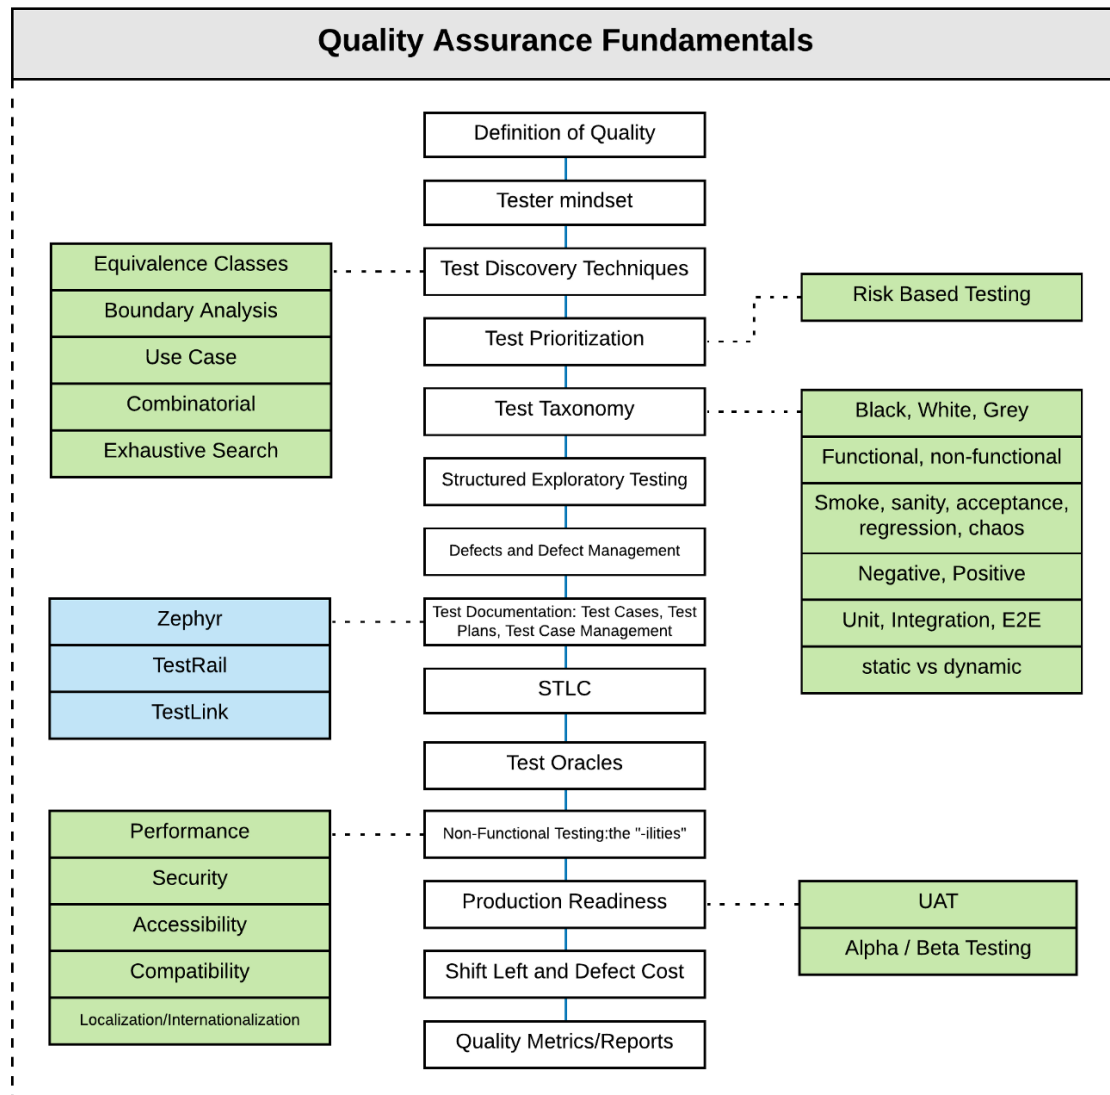 Quality Assurance Fundamentals
Definition of Quality
Tester mindset
Test Discovery Techniques
Equivalence Classes
Boundary Analysis
Use Case
Combinatorial
Exhaustive Search
Test Prioritization
Risk Based Testing
Test Taxonomy
Black, White, Grey
Functional, non-functional
Smoke, sanity, acceptance,
regression, chaos
Negative, Positive
Unit, Integration, E2E
static vs dynamic
Structured Exploratory Testing
Defects and Defect Management
Test Documentation: Test Cases, Test
Plans, Test Case Management
Zephyr
TestRail
TestLink
STLC
Test Oracles
Non-Functional Testing:the "-ilities"
Performance
Security
Accessibility
Compatibility
Localization/Internationalization
Production Readiness
UAT
Alpha / Beta Testing
Shift Left and Defect Cost
Quality Metrics/Reports